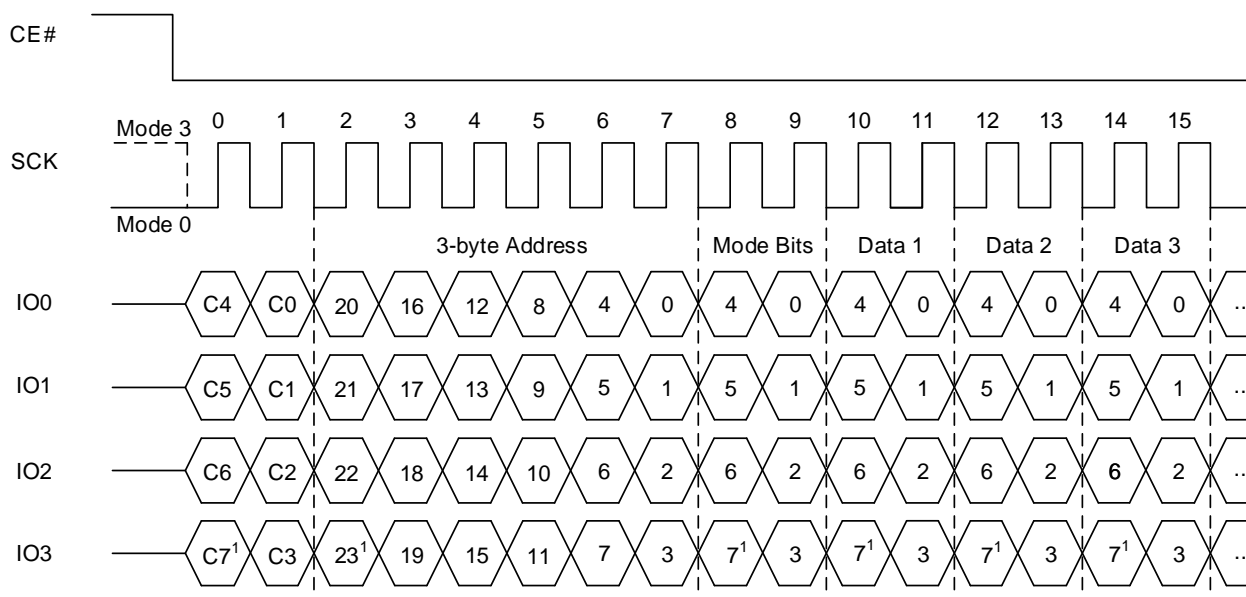 CE#
Mode 3 0 1 2 3 4 5 6 7 8 9 10 11 12 13 14 15
SCK
Mode 0
3-byte Address Mode Bits Data 1 Data 2 Data 3
IO0 C4 C0 20 16 12 8 4 0 4 0 4 0 4 0 4 0 ..
IO1 C5 C1 21 17 13 9 5 1 5 1 5 1 5 1 5 1 ..
IO2 C6 C2 22 18 14 10 6 2 6 2 6 2 6 2 6 2 ..
IO3 C7¹ C3 23¹ 19 15 11 7 3 7¹ 3 7¹ 3 7¹ 3 7¹ 3 ..